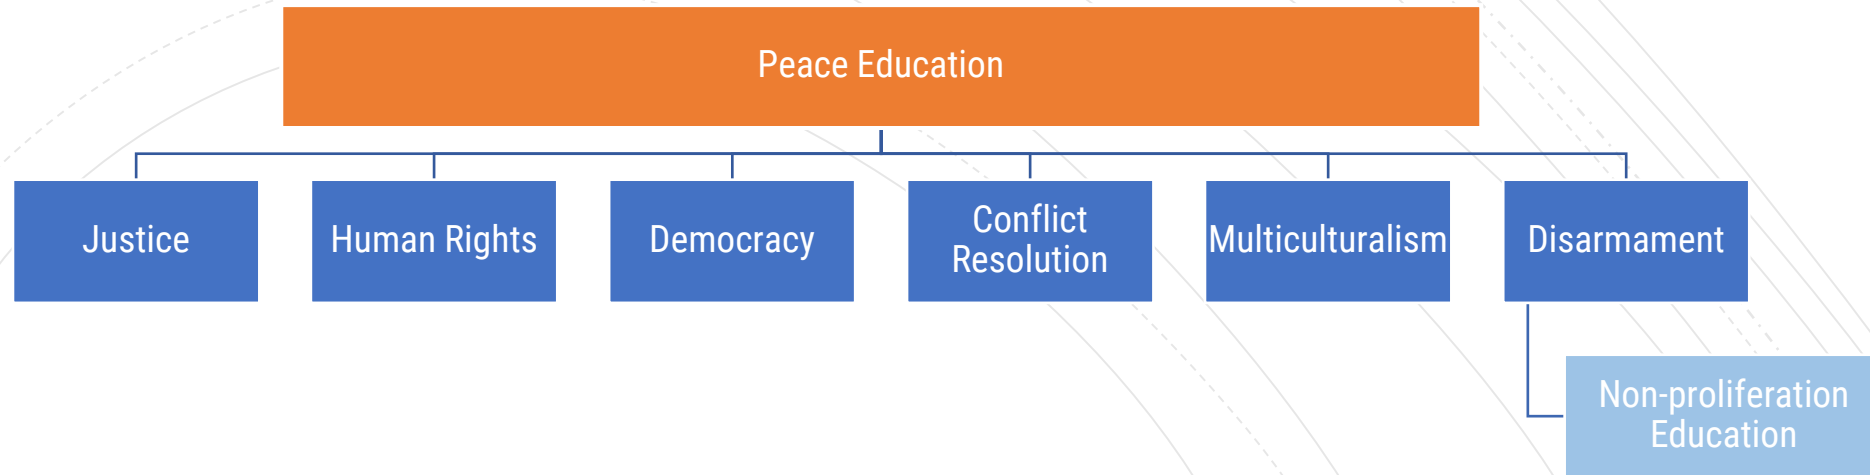 Peace Education
Justice
Human Rights
Democracy
Conflict
Resolution
Multiculturalism
Disarmament
Non-proliferation
Education